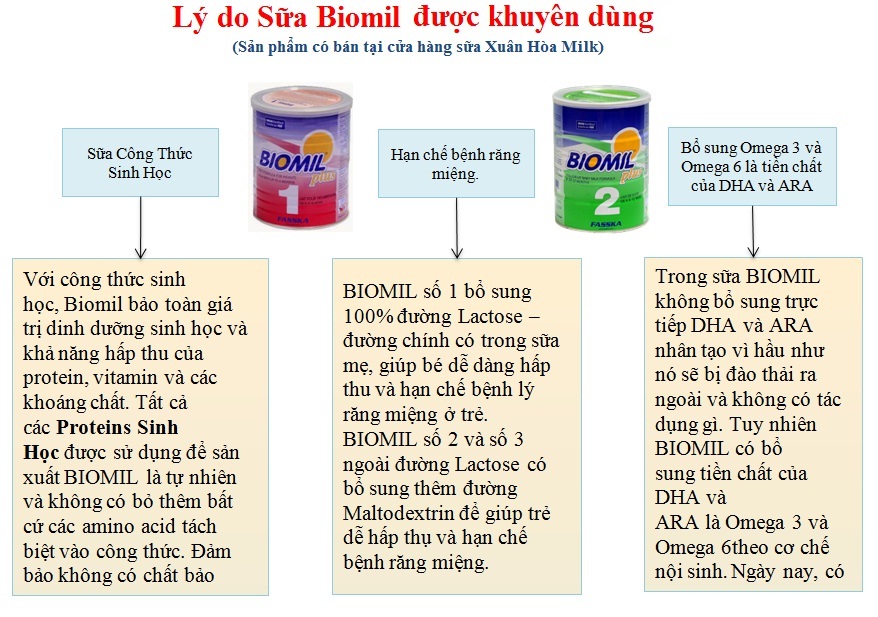 Lý do Sữa Biomil được khuyên dùng
(Sản phẩm có bán tại cửa hàng sữa Xuân Hòa Milk)
Sữa Công Thức
Sinh Học
BIOMIL
plus
1
FASSKA
Hạn chế bệnh răng
miệng.
BIOMIL
plus
2
FASSKA
Bổ sung Omega 3 và
Omega 6 là tiền chất
của DHA và ARA
Với công thức sinh
học, Biomil bảo toàn giá
trị dinh dưỡng sinh học và
khả năng hấp thu của
protein, vitamin và các
khoáng chất. Tất cả
các Proteins Sinh
Học được sử dụng để sản
xuất BIOMIL là tự nhiên
và không có bỏ thêm bất
cứ các amino acid tách
biệt vào công thức. Đảm
bảo không có chất bảo
BIOMIL số 1 bổ sung
100% đường Lactose –
đường chính có trong sữa
mẹ, giúp bé dễ dàng hấp
thu và hạn chế bệnh lý
răng miệng ở trẻ.
BIOMIL số 2 và số 3
ngoài đường Lactose có
bổ sung thêm đường
Maltodextrin để giúp trẻ
dễ hấp thụ và hạn chế
bệnh răng miệng.
Trong sữa BIOMIL
không bổ sung trực
tiếp DHA và ARA
nhân tạo vì hầu như
nó sẽ bị đào thải ra
ngoài và không có tác
dụng gì. Tuy nhiên
BIOMIL có bổ
sung tiền chất của
DHA và
ARA là Omega 3 và
Omega 6theo cơ chế
nội sinh. Ngày nay, có